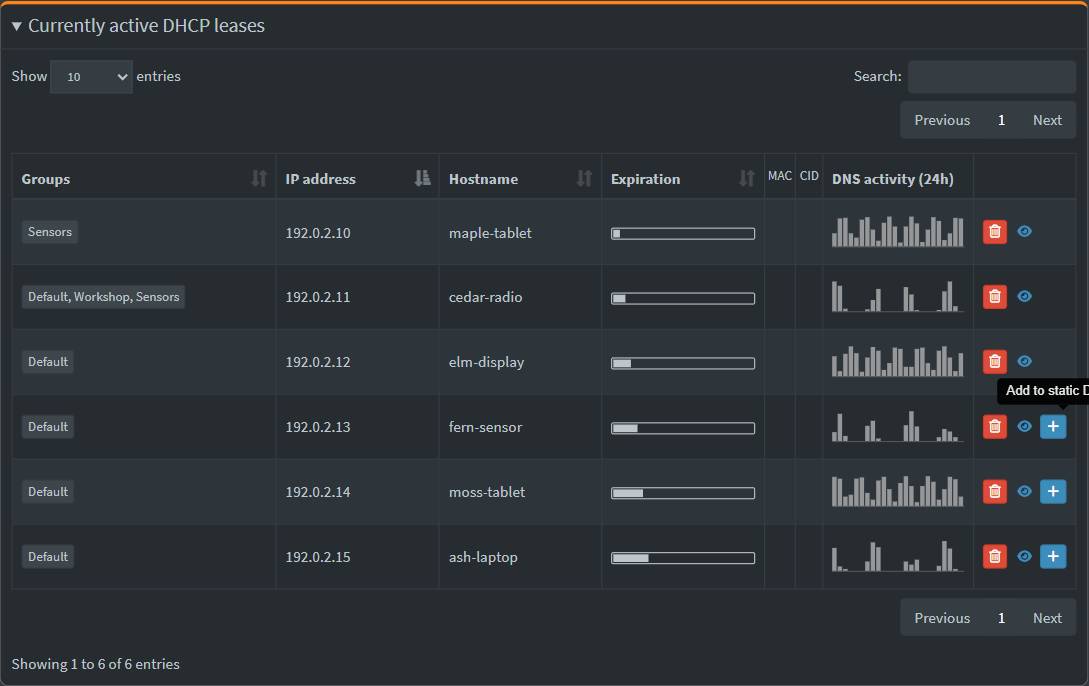 Currently active DHCP leases
Show 10 entries Search:
Previous 1 Next
Groups IP address Hostname Expiration MAC CID DNS activity (24h)
Sensors 192.0.2.10 maple-tablet
Default, Workshop, Sensors 192.0.2.11 cedar-radio
Default 192.0.2.12 elm-display
Add to static D
Default 192.0.2.13 fern-sensor
Default 192.0.2.14 moss-tablet
Default 192.0.2.15 ash-laptop
Previous 1 Next
Showing 1 to 6 of 6 entries